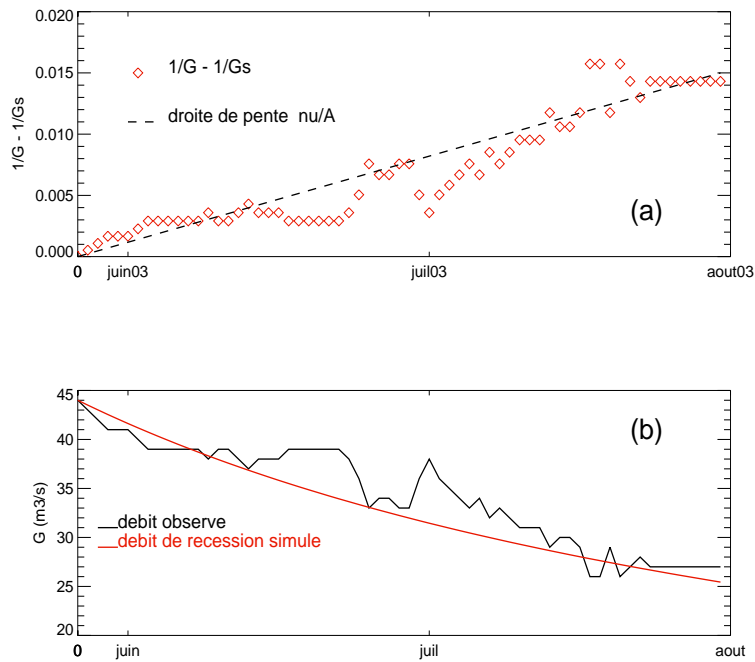 0.020
1/G - 1/Gs
0.015
droite de pente nu/A
0.010
1/G - 1/Gs
0.005
(a)
0.000
0 juin03 juil03 aout03
45
(b)
40
35
G (m3/s)
debit observe
30
debit de recession simule
25
20
0 juin juil aout